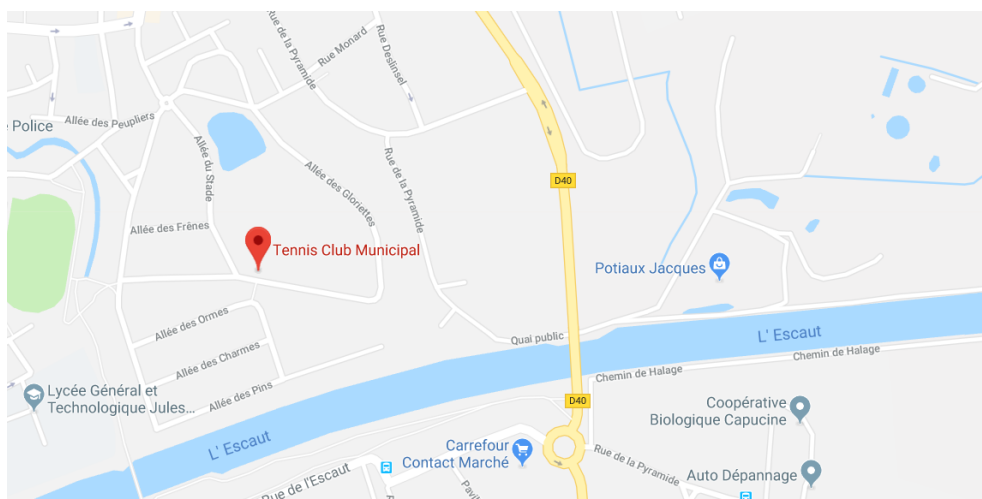 Rue de la Pyramide
Rue Monard
Rue Deslinsel
Allée des Peupliers
Police
Allée du Stade
Allée des Gloriettes
Rue de la Pyramide
D40
Allée des Frênes
Tennis Club Municipal
Potiaux Jacques
Allée des Ormes
Quai public
L' Escaut
Allée des Charmes
Chemin de Halage
Chemin de Halage
Allée des Pins
Lycée Général et
Technologique Jules...
D40
Coopérative
Biologique Capucine
L' Escaut
Carrefour
Contact Marché
Rue de la Pyramide
Rue de l'Escaut
Auto Dépannage